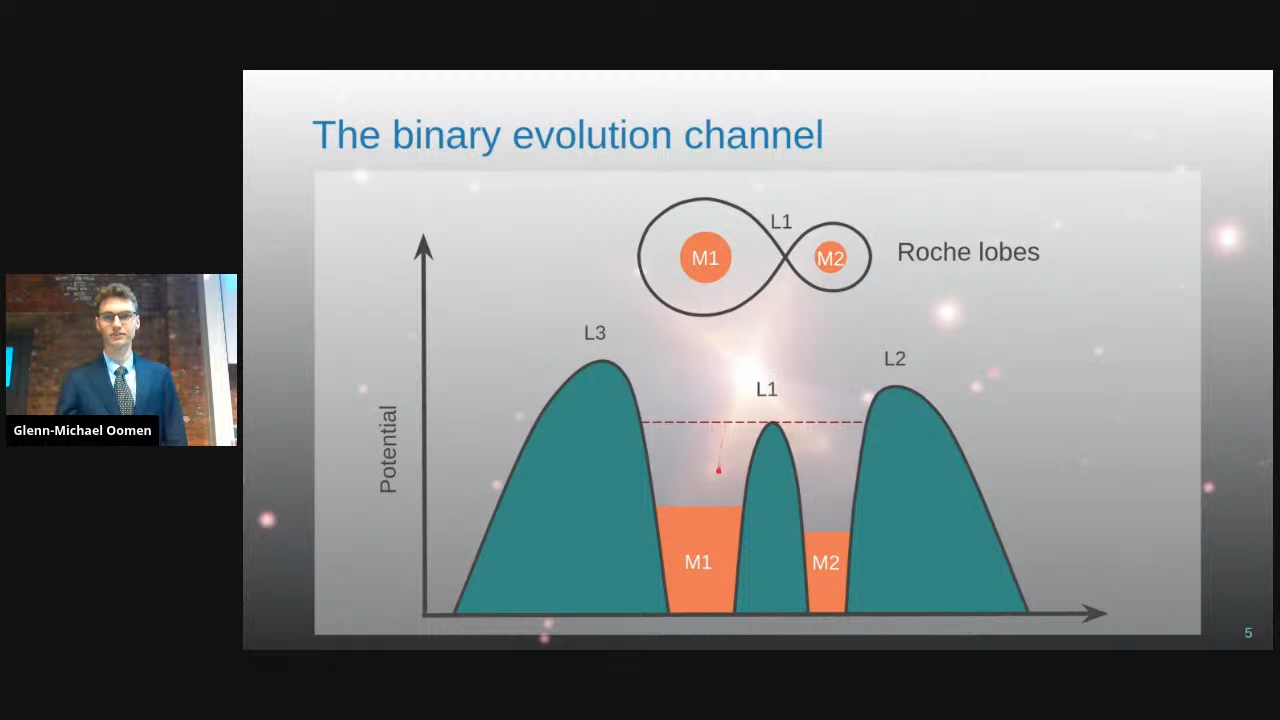 The binary evolution channel
L1
M1
M2
Roche lobes
L3
L2
L1
Potential
M1
M2
Glenn-Michael Oomen
5